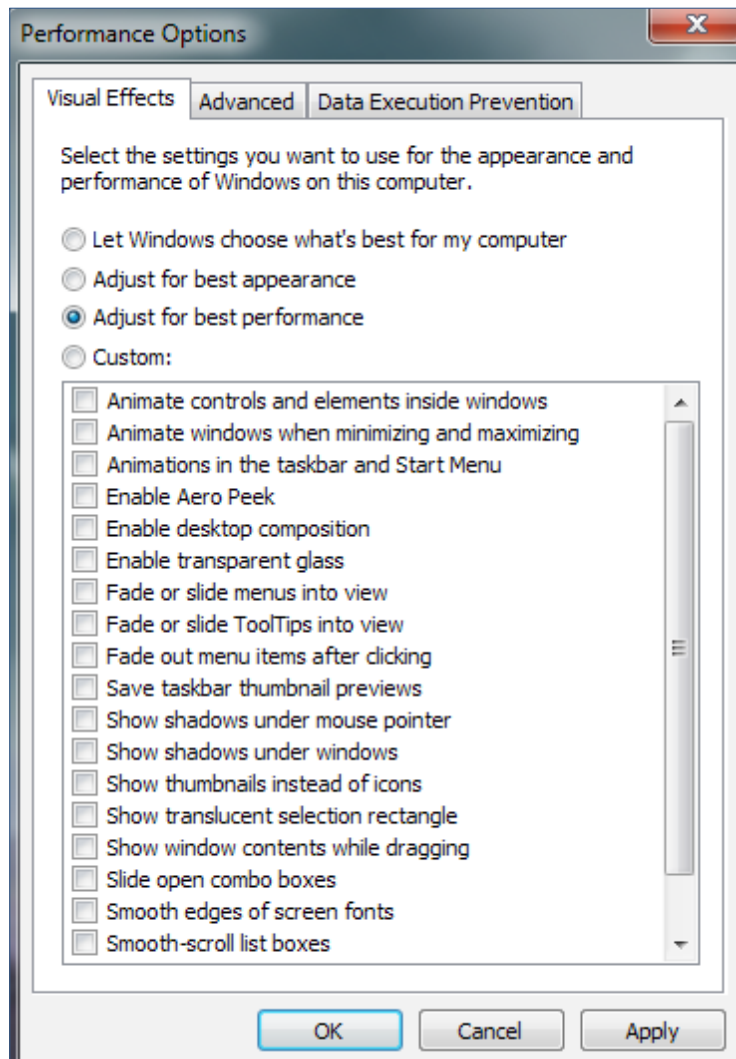 Performance Options
Visual Effects
Advanced
Data Execution Prevention
Select the settings you want to use for the appearance and
performance of Windows on this computer.
Let Windows choose what's best for my computer
Adjust for best appearance
Adjust for best performance
Custom:
Animate controls and elements inside windows
Animate windows when minimizing and maximizing
Animations in the taskbar and Start Menu
Enable Aero Peek
Enable desktop composition
Enable transparent glass
Fade or slide menus into view
Fade or slide ToolTips into view
Fade out menu items after clicking
Save taskbar thumbnail previews
Show shadows under mouse pointer
Show shadows under windows
Show thumbnails instead of icons
Show translucent selection rectangle
Show window contents while dragging
Slide open combo boxes
Smooth edges of screen fonts
Smooth-scroll list boxes
OK
Cancel
Apply